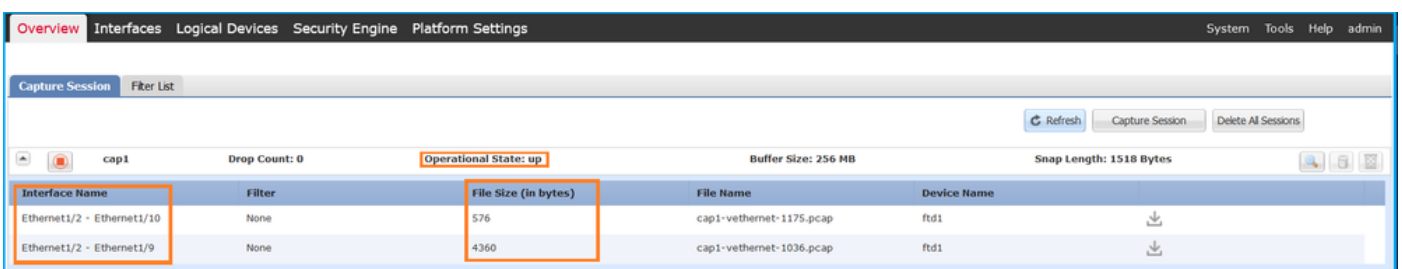 Overview Interfaces Logical Devices Security Engine Platform Settings System Tools Help admin
Capture Session Filter List
Refresh Capture Session Delete All Sessions
cap1 Drop Count: 0 Operational State: up Buffer Size: 256 MB Snap Length: 1518 Bytes
Interface Name Filter File Size (in bytes) File Name Device Name
Ethernet1/2 - Ethernet1/10 None 576 cap1-vethernet-1175.pcap ftd1
Ethernet1/2 - Ethernet1/9 None 4360 cap1-vethernet-1036.pcap ftd1